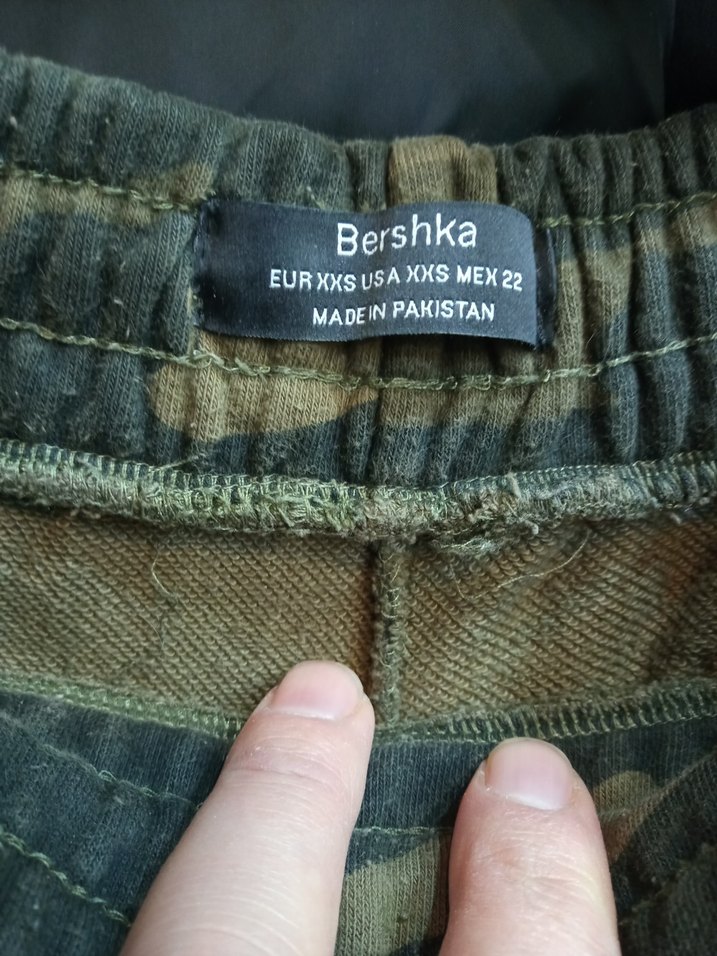 Bershka
EUR XXS USA XXS MEX 22
MADE IN PAKISTAN